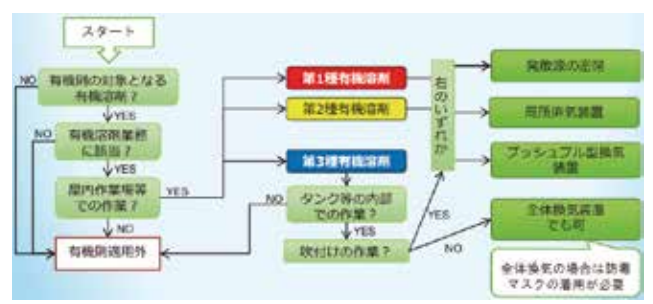 スタート
NO
有機則の対象となる
有機溶剤？
YES
NO
有機溶剤業務
に該当？
YES
屋内作業場等
での作業？
YES
NO
有機則適用外
第1種有機溶剤
第2種有機溶剤
第3種有機溶剤
NO
タンク等の内部
での作業？
YES
吹付けの作業？
YES
NO
右のいずれか
発散源の密閉
局所排気装置
プッシュプル型換気
装置
全体換気装置
でも可
全体換気の場合は防毒
マスクの着用が必要